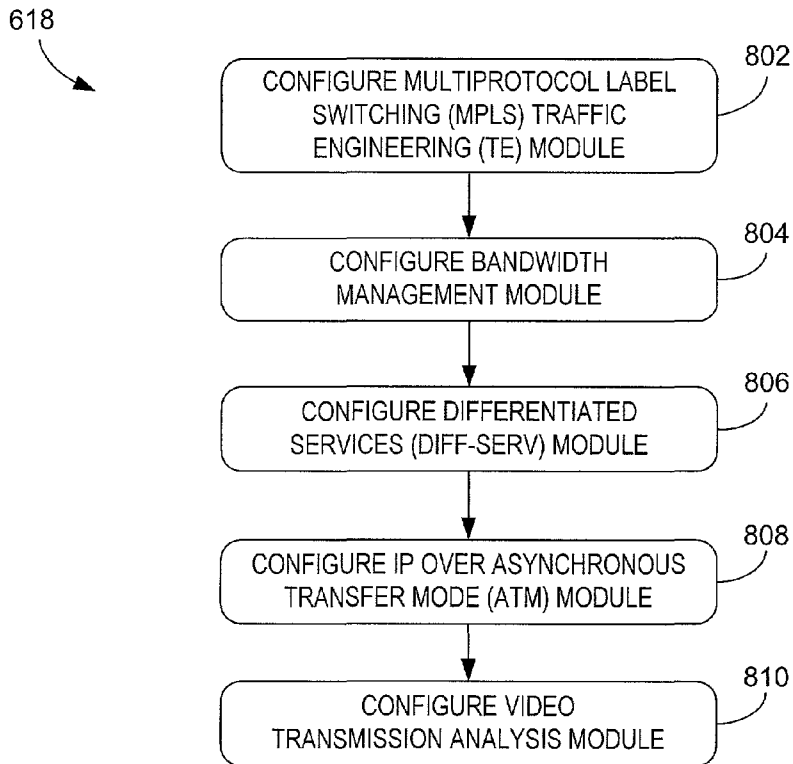 618
802
CONFIGURE MULTIPROTOCOL LABEL
SWITCHING (MPLS) TRAFFIC
ENGINEERING (TE) MODULE
804
CONFIGURE BANDWIDTH
MANAGEMENT MODULE
806
CONFIGURE DIFFERENTIATED
SERVICES (DIFF-SERV) MODULE
808
CONFIGURE IP OVER ASYNCHRONOUS
TRANSFER MODE (ATM) MODULE
810
CONFIGURE VIDEO
TRANSMISSION ANALYSIS MODULE